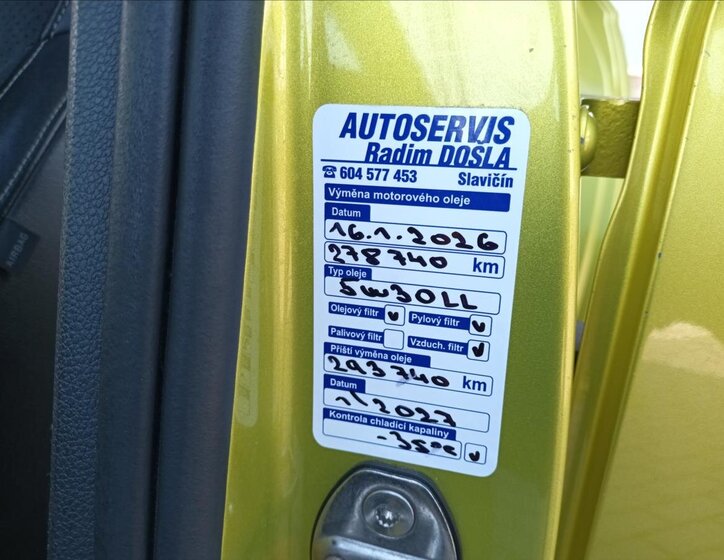 AUTOSERVIS
Radim DOŠLA
☎ 604 577 453 Slavičín
Výměna motorového oleje
Datum
16.1.2026
278740 km
Typ oleje
5w30LL
Olejový filtr Pylový filtr
Palivový filtr Vzduch. filtr
Příští výměna oleje
293740 km
Datum
1/2027
Kontrola chladící kapaliny
-35°C
AIRBAG